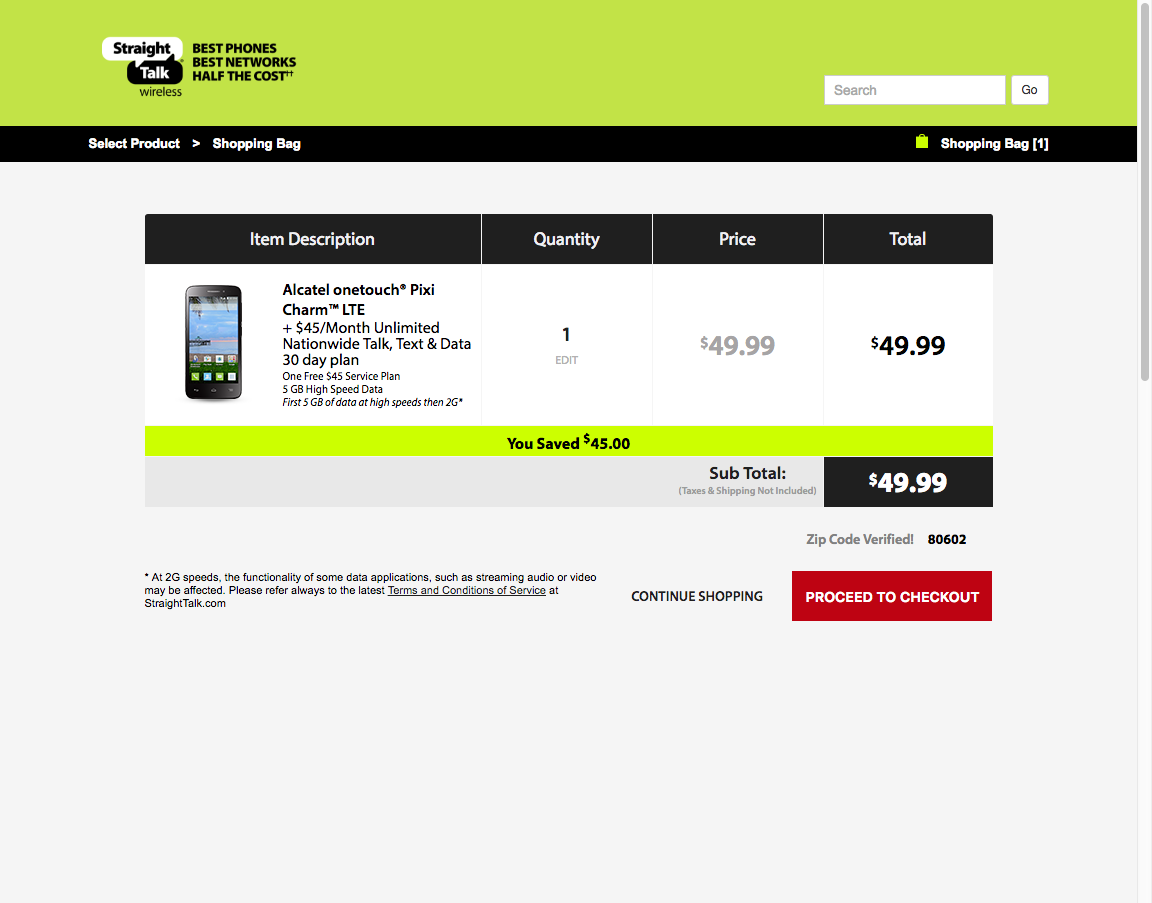 Straight Talk wireless
BEST PHONES
BEST NETWORKS
HALF THE COST††
Search
Go
Select Product > Shopping Bag
Shopping Bag [1]
Item Description
Quantity
Price
Total
Alcatel onetouch® Pixi
Charm™ LTE
+ $45/Month Unlimited
Nationwide Talk, Text & Data
30 day plan
One Free $45 Service Plan
5 GB High Speed Data
First 5 GB of data at high speeds then 2G*
1
EDIT
$49.99
$49.99
You Saved $45.00
Sub Total:
(Taxes & Shipping Not Included)
$49.99
Zip Code Verified! 80602
* At 2G speeds, the functionality of some data applications, such as streaming audio or video
may be affected. Please refer always to the latest Terms and Conditions of Service at
StraightTalk.com
CONTINUE SHOPPING
PROCEED TO CHECKOUT